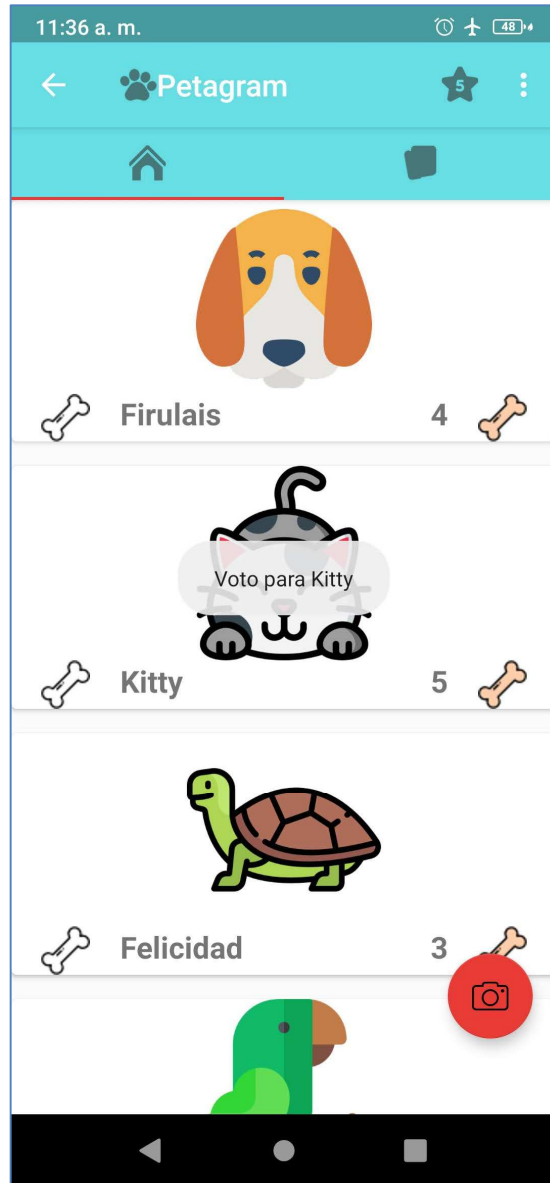 11:36 a. m.
48
Petagram
5
Firulais
4
Voto para Kitty
Kitty
5
Felicidad
3